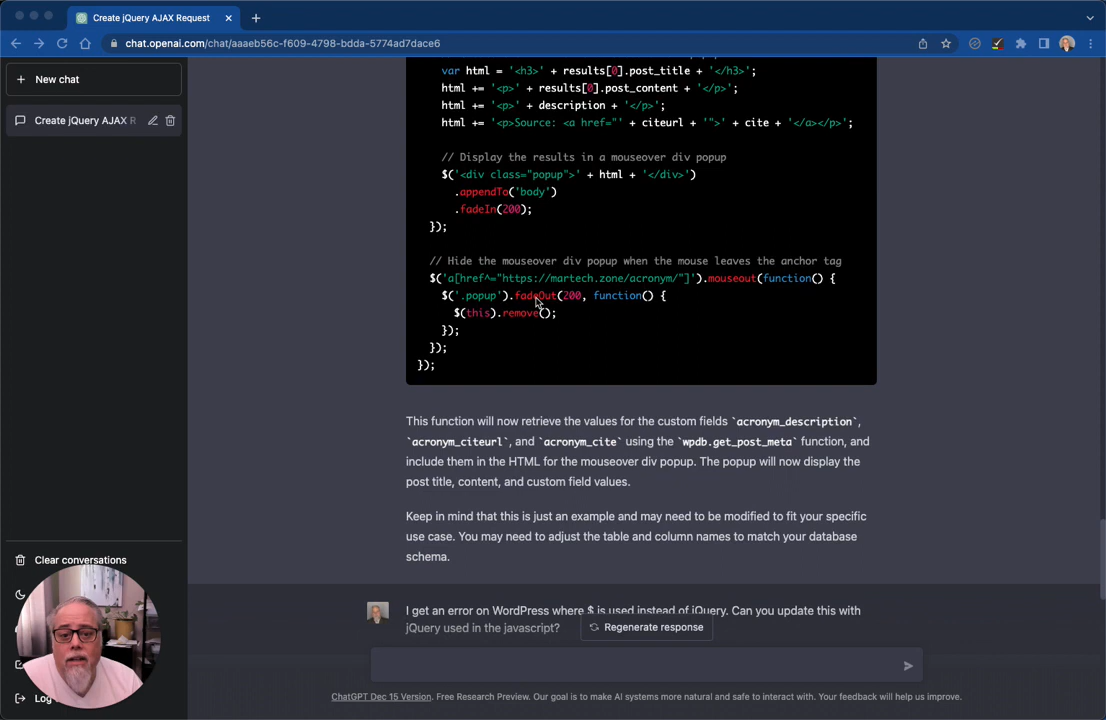 Create jQuery AJAX Request
chat.openai.com/chat/aaaeb56c-f609-4798-bdda-5774ad7dace6
New chat
Create jQuery AJAX R
var html = '<h3>' + results[0].post_title + '</h3>';
html += '<p>' + results[0].post_content + '</p>';
html += '<p>' + description + '</p>';
html += '<p>Source: <a href="' + citeurl + '">' + cite + '</a></p>';
// Display the results in a mouseover div popup
$('<div class="popup">' + html + '</div>')
.appendTo('body')
.fadeIn(200);
});
// Hide the mouseover div popup when the mouse leaves the anchor tag
$('a[href^="https://martech.zone/acronym/"]').mouseout(function() {
$('.popup').fadeOut(200, function() {
$(this).remove();
});
});
});
This function will now retrieve the values for the custom fields `acronym_description`,
`acronym_citeurl`, and `acronym_cite` using the `wpdb.get_post_meta` function, and
include them in the HTML for the mouseover div popup. The popup will now display the
post title, content, and custom field values.
Keep in mind that this is just an example and may need to be modified to fit your specific
use case. You may need to adjust the table and column names to match your database
schema.
Clear conversations
Log
I get an error on WordPress where $ is used instead of jQuery. Can you update this with
jQuery used in the javascript?
Regenerate response
ChatGPT Dec 15 Version. Free Research Preview. Our goal is to make AI systems more natural and safe to interact with. Your feedback will help us improve.